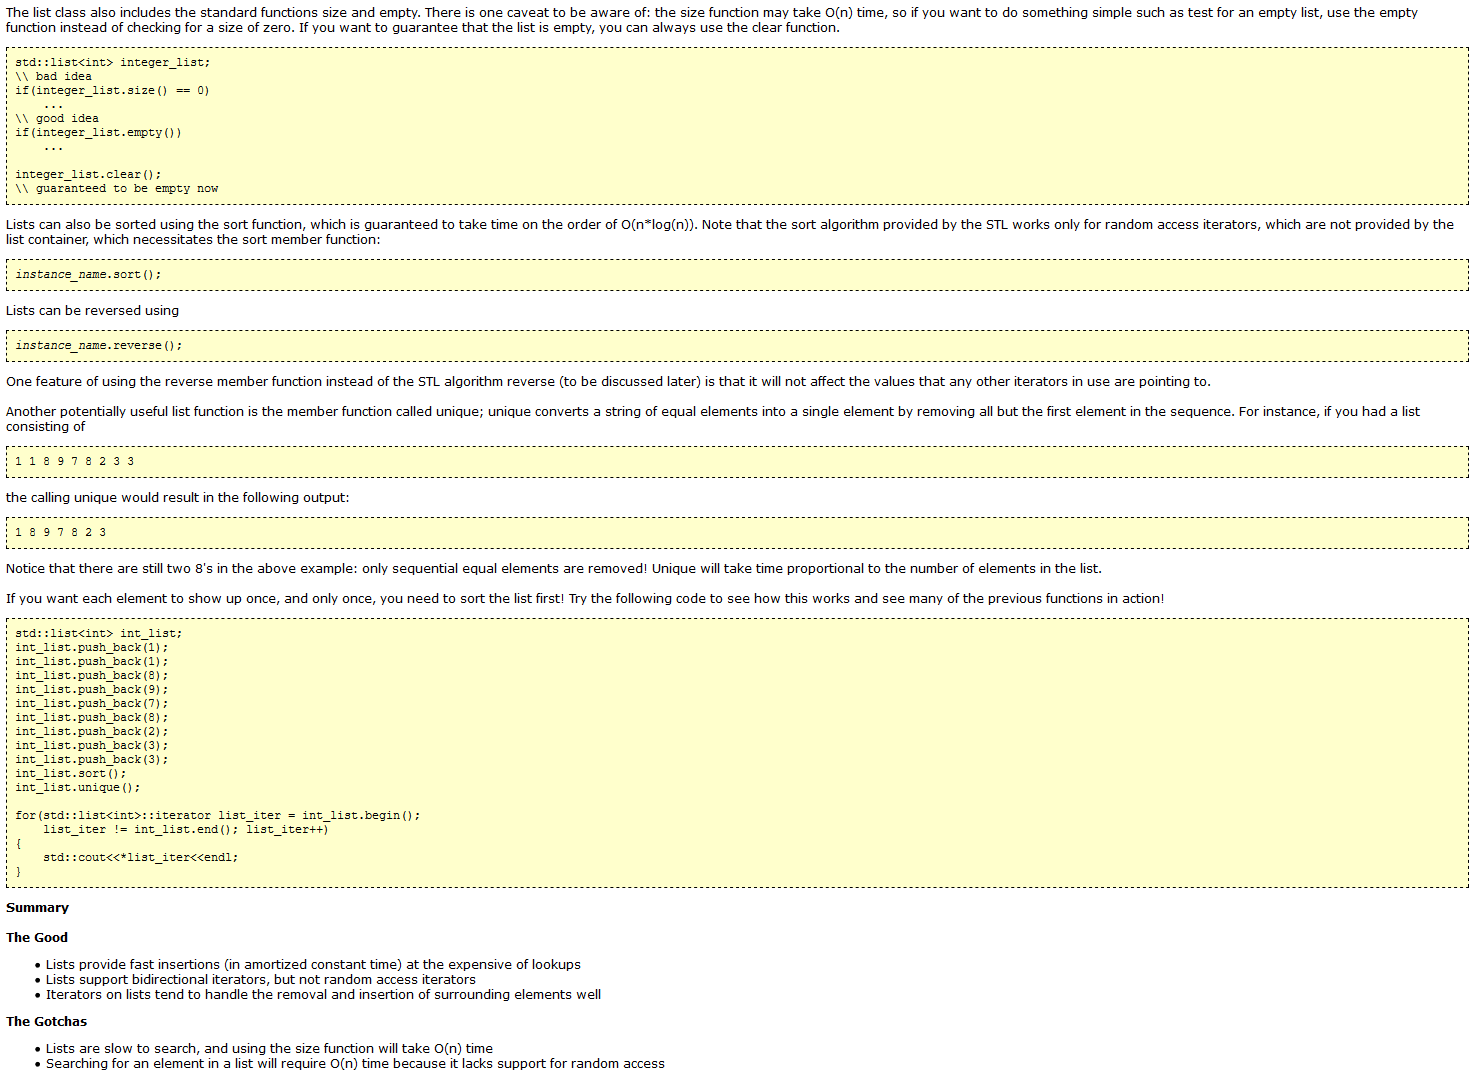 The list class also includes the standard functions size and empty. There is one caveat to be aware of: the size function may take O(n) time, so if you want to do something simple such as test for an empty list, use the empty
function instead of checking for a size of zero. If you want to guarantee that the list is empty, you can always use the clear function.
std::list<int> integer_list;
\\ bad idea
if(integer_list.size() == 0)
    ...
\\ good idea
if(integer_list.empty())
    ...
integer_list.clear();
\\ guaranteed to be empty now
Lists can also be sorted using the sort function, which is guaranteed to take time on the order of O(n*log(n)). Note that the sort algorithm provided by the STL works only for random access iterators, which are not provided by the
list container, which necessitates the sort member function:
instance_name.sort();
Lists can be reversed using
instance_name.reverse();
One feature of using the reverse member function instead of the STL algorithm reverse (to be discussed later) is that it will not affect the values that any other iterators in use are pointing to.
Another potentially useful list function is the member function called unique; unique converts a string of equal elements into a single element by removing all but the first element in the sequence. For instance, if you had a list
consisting of
1 1 8 9 7 8 2 3 3
the calling unique would result in the following output:
1 8 9 7 8 2 3
Notice that there are still two 8's in the above example: only sequential equal elements are removed! Unique will take time proportional to the number of elements in the list.
If you want each element to show up once, and only once, you need to sort the list first! Try the following code to see how this works and see many of the previous functions in action!
std::list<int> int_list;
int_list.push_back(1);
int_list.push_back(1);
int_list.push_back(8);
int_list.push_back(9);
int_list.push_back(7);
int_list.push_back(8);
int_list.push_back(2);
int_list.push_back(3);
int_list.push_back(3);
int_list.sort();
int_list.unique();
for(std::list<int>::iterator list_iter = int_list.begin();
    list_iter != int_list.end(); list_iter++)
{
    std::cout<<*list_iter<<endl;
}
Summary
The Good
• Lists provide fast insertions (in amortized constant time) at the expensive of lookups
• Lists support bidirectional iterators, but not random access iterators
• Iterators on lists tend to handle the removal and insertion of surrounding elements well
The Gotchas
• Lists are slow to search, and using the size function will take O(n) time
• Searching for an element in a list will require O(n) time because it lacks support for random access